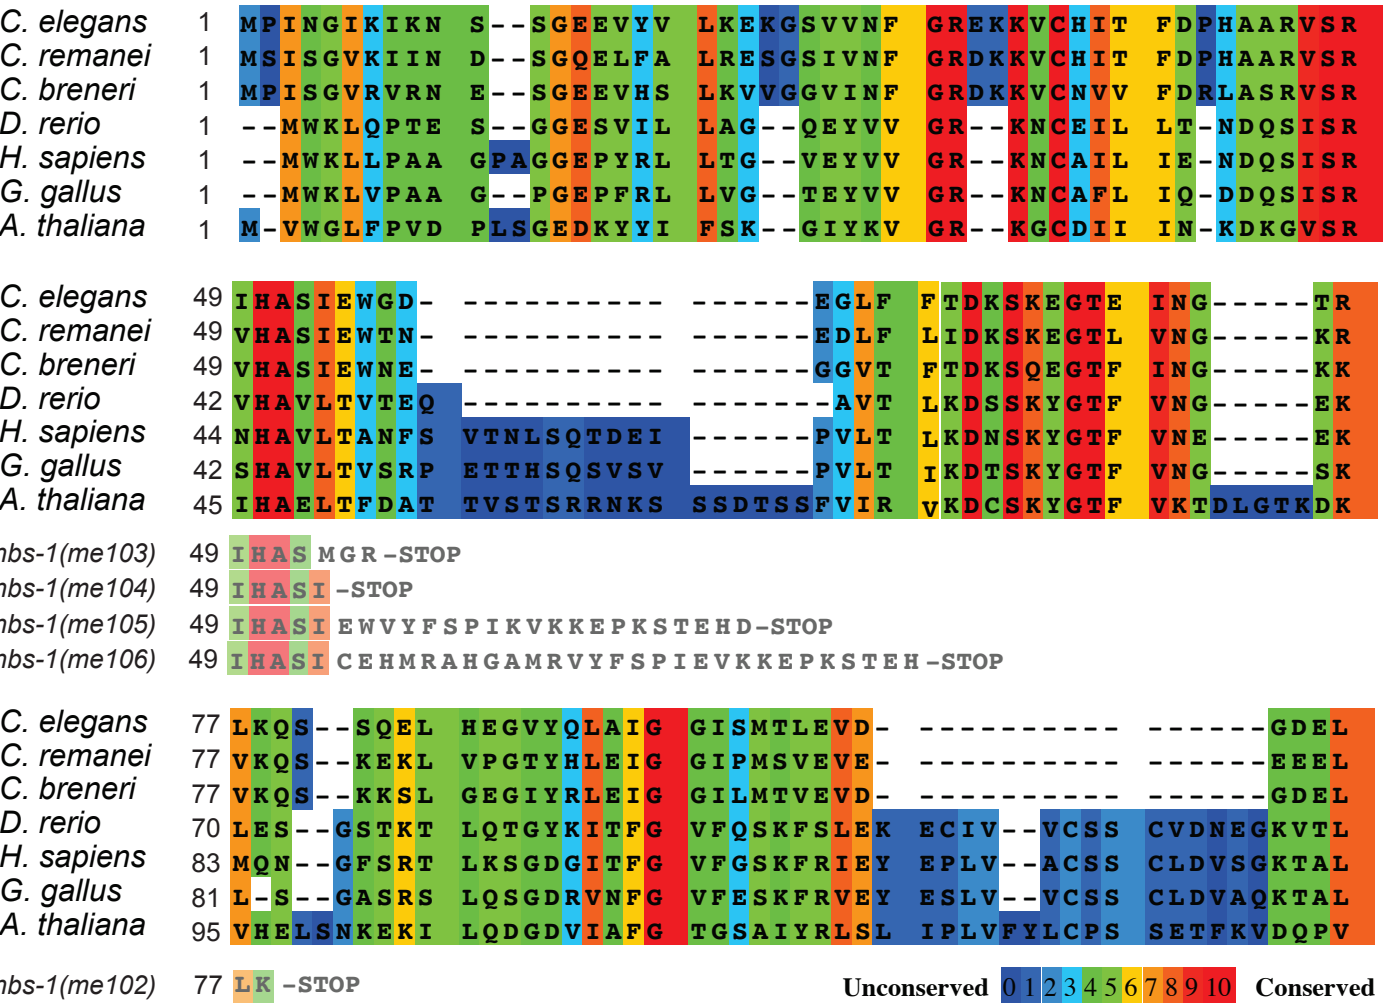 C. elegans 1 MPINGIKIKN S--SGEEVYV LKEKGSVVNF GREKKVCHIT FDPHAARVSR
C. remanei 1 MSISGVKIIN D--SGQELFA LRESGSIVNF GRDKKVCHIT FDPHAARVSR
C. breneri 1 MPISGVRVRN E--SGEEVHS LKVVGGVINF GRDKKVCNVV FDRLASRVSR
D. rerio 1 --MWKLQPTE S--GGESVIL LAG--QEYVV GR--KNCEIL LT-NDQSISR
H. sapiens 1 --MWKLLPAA GPAGGEPYRL LTG--VEYVV GR--KNCAIL IE-NDQSISR
G. gallus 1 --MWKLVPAA G--PGEPFRL LVG--TEYVV GR--KNCAFL IQ-DDQSISR
A. thaliana 1 M-VWGLFPVD PLSGEDKYYI FSK--GIYKV GR--KGCDII IN-KDKGVSR
C. elegans 49 IHASIEWGD- ---------- ------EGLF FTDKSKEGTE ING-----TR
C. remanei 49 VHASIEWTN- ---------- ------EDLF LIDKSKEGTL VNG-----KR
C. breneri 49 VHASIEWNE- ---------- ------GGVT FTDKSQEGTF ING-----KK
D. rerio 42 VHAVLTVTEQ ---------- -------AVT LKDSSKYGTF VNG-----EK
H. sapiens 44 NHAVLTANFS VTNLSQTDEI ------PVLT LKDNSKYGTF VNE-----EK
G. gallus 42 SHAVLTVSRP ETTHSQSVSV ------PVLT IKDTSKYGTF VNG-----SK
A. thaliana 45 IHAELTFDAT TVSTSRRNKS SSDTSSFVIR VKDCSKYGTF VKTDLGTKDK
nbs-1(me103) 49 IHAS MGR-STOP
nbs-1(me104) 49 IHASI-STOP
nbs-1(me105) 49 IHASI EWVYFSPIKVKKEPKSTEHD-STOP
nbs-1(me106) 49 IHASI CEHMRAHGAMRVYFSPIEVKKEPKSTEH-STOP
C. elegans 77 LKQS--SQEL HEGVYQLAIG GISMTLEVD- ---------- ------GDEL
C. remanei 77 VKQS--KEKL VPGTYHLEIG GIPMSVEVE- ---------- ------EEEL
C. breneri 77 VKQS--KKSL GEGIYRLEIG GILMTVEVD- ---------- ------GDEL
D. rerio 70 LES--GSTKT LQTGYKITFG VFQSKFSLEK ECIV--VCSS CVDNEGKVTL
H. sapiens 83 MQN--GFSRT LKSGDGITFG VFGSKFRIEY EPLV--ACSS CLDVSGKTAL
G. gallus 81 L-S--GASRS LQSGDRVNFG VFESKFRVEY ESLV--VCSS CLDVAQKTAL
A. thaliana 95 VHELSNKEKI LQDGDVIAFG TGSAIYRLSL IPLVFYLCPS SETFKVDQPV
nbs-1(me102) 77 LK -STOP
Unconserved 0 1 2 3 4 5 6 7 8 9 10 Conserved